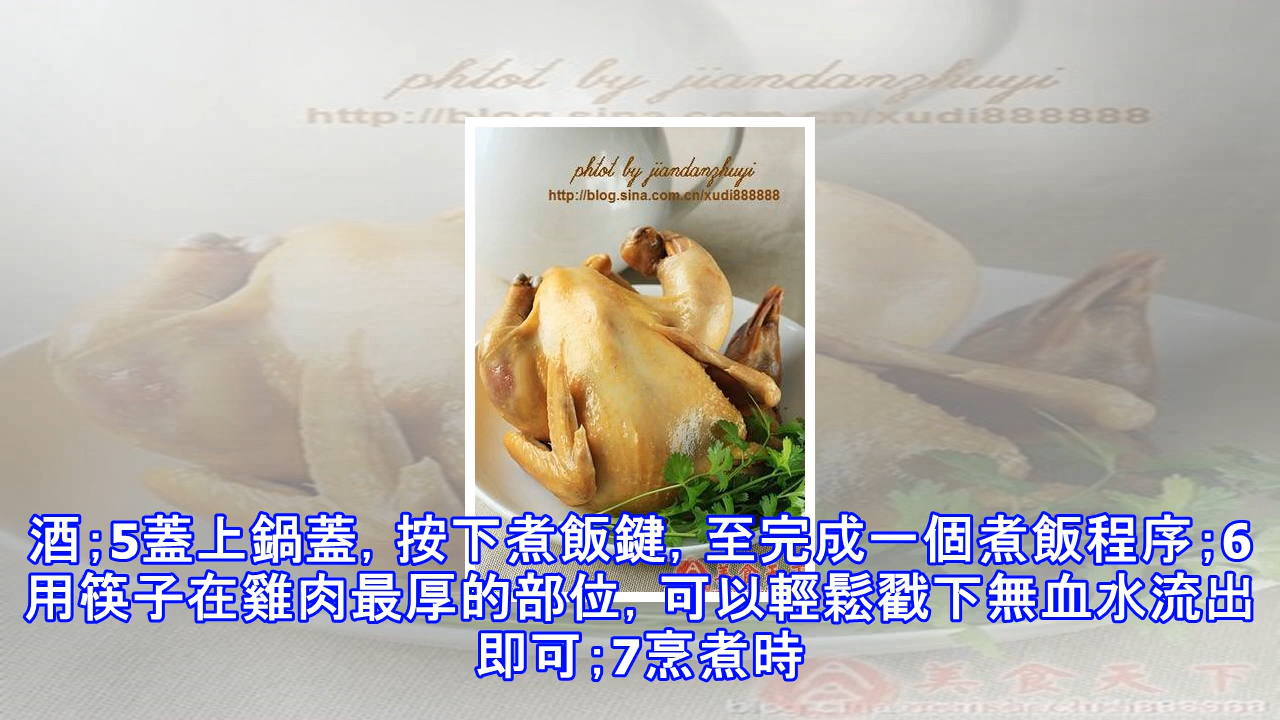 phtot by jiandanzhuyi
http://blog.sina.com.cn/xudi888888
phtot by jiandanzhuyi
http://blog.sina.com.cn/xudi888888
酒;5蓋上鍋蓋, 按下煮飯鍵, 至完成一個煮飯程序;6
用筷子在雞肉最厚的部位, 可以輕鬆戳下無血水流出
即可;7烹煮時
美食天下